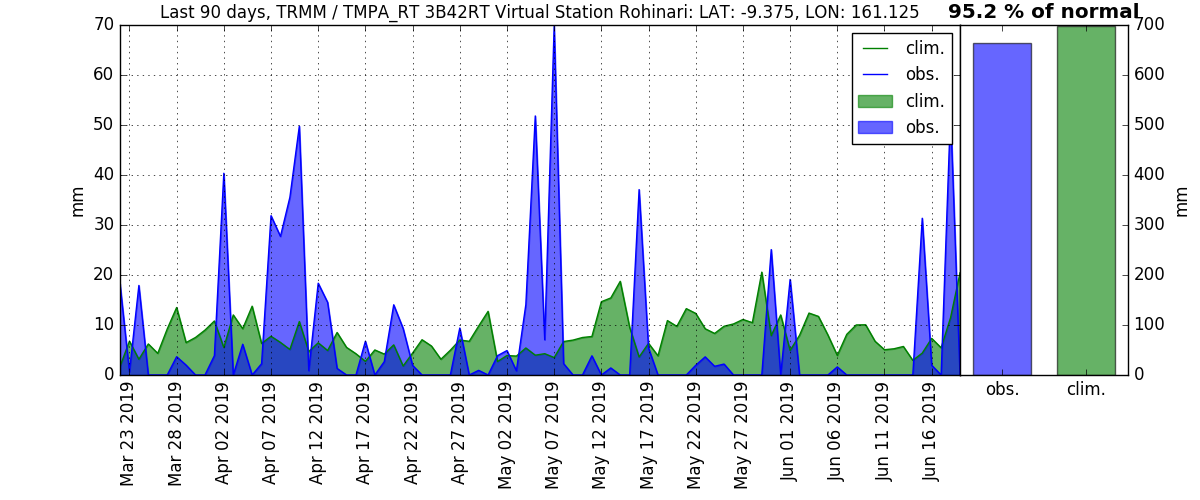 Last 90 days, TRMM / TMPA_RT 3B42RT Virtual Station Rohinari: LAT: -9.375, LON: 161.125
95.2 % of normal
clim.
obs.
clim.
obs.
70
60
50
40
30
20
10
0
mm
700
600
500
400
300
200
100
0
mm
Mar 23 2019
Mar 28 2019
Apr 02 2019
Apr 07 2019
Apr 12 2019
Apr 17 2019
Apr 22 2019
Apr 27 2019
May 02 2019
May 07 2019
May 12 2019
May 17 2019
May 22 2019
May 27 2019
Jun 01 2019
Jun 06 2019
Jun 11 2019
Jun 16 2019
obs.
clim.